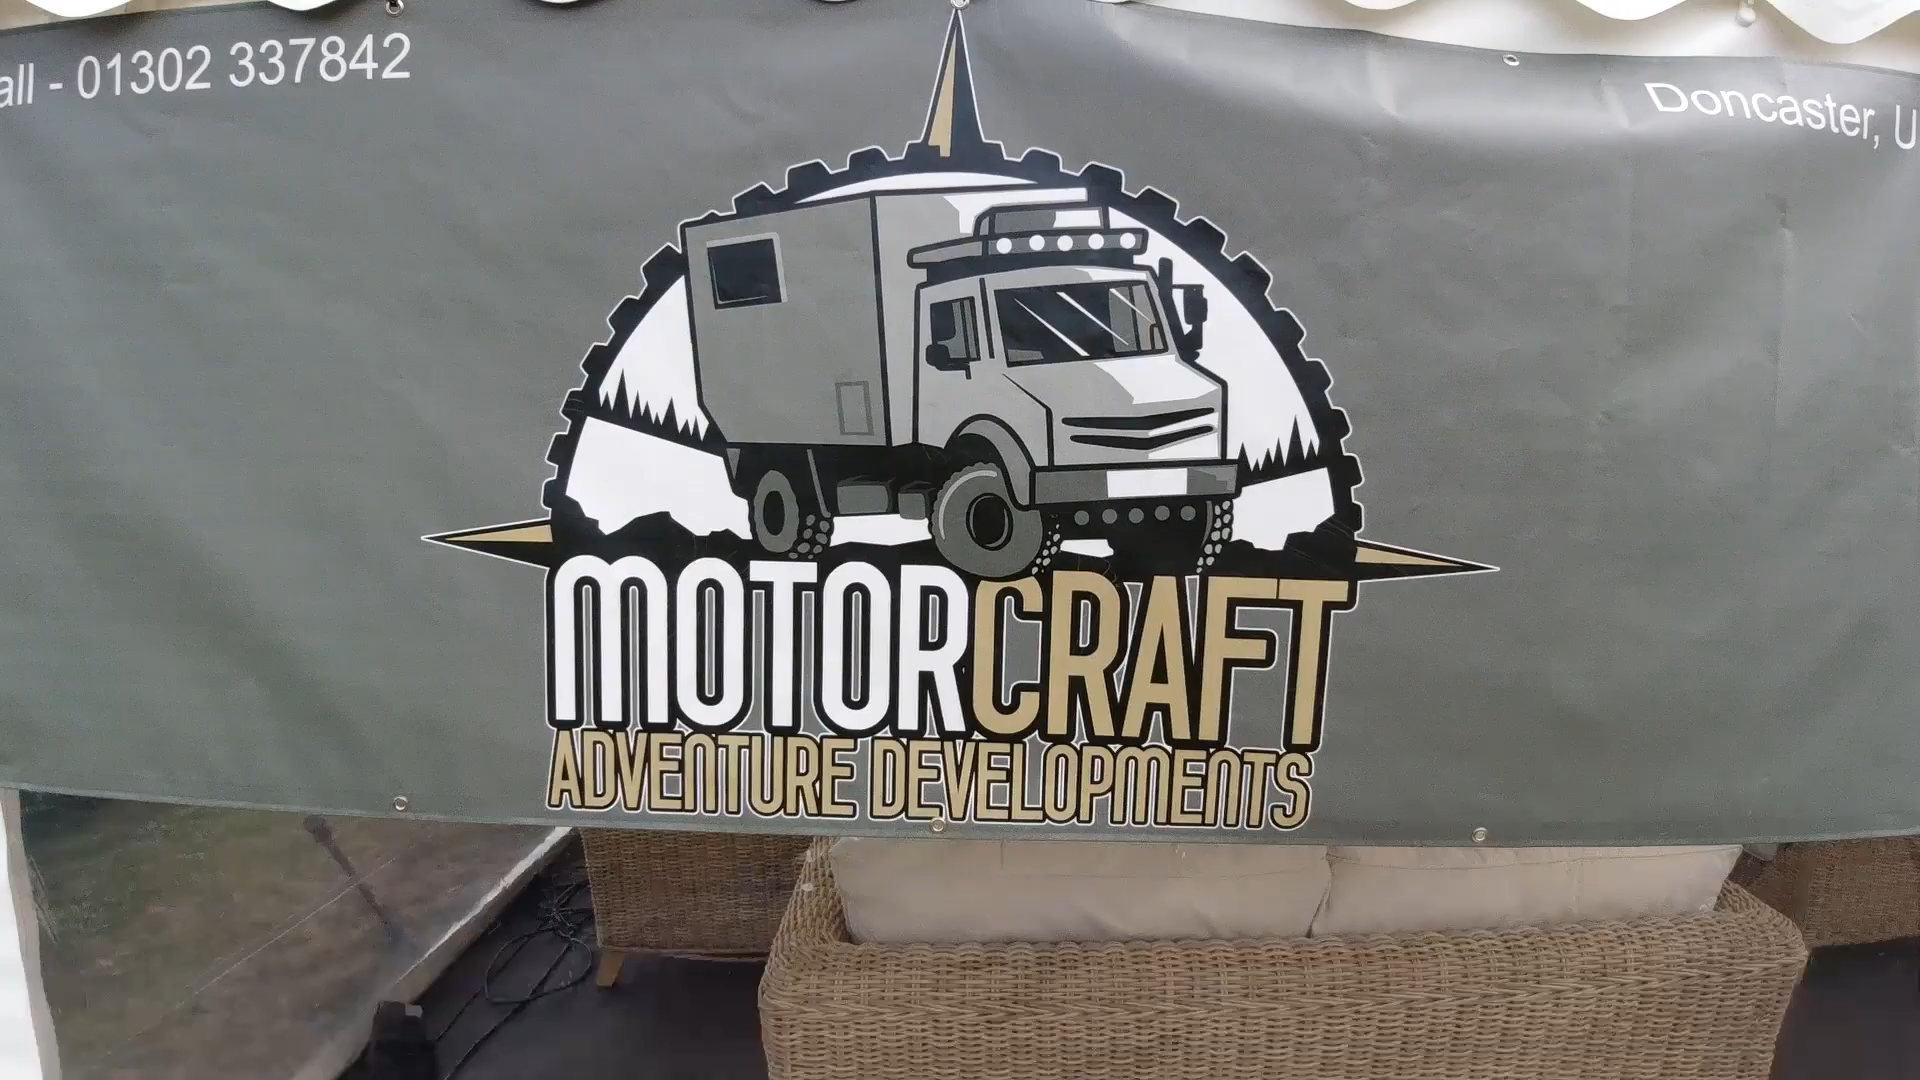 all - 01302 337842
Doncaster, U
MOTORCRAFT
ADVENTURE DEVELOPMENTS